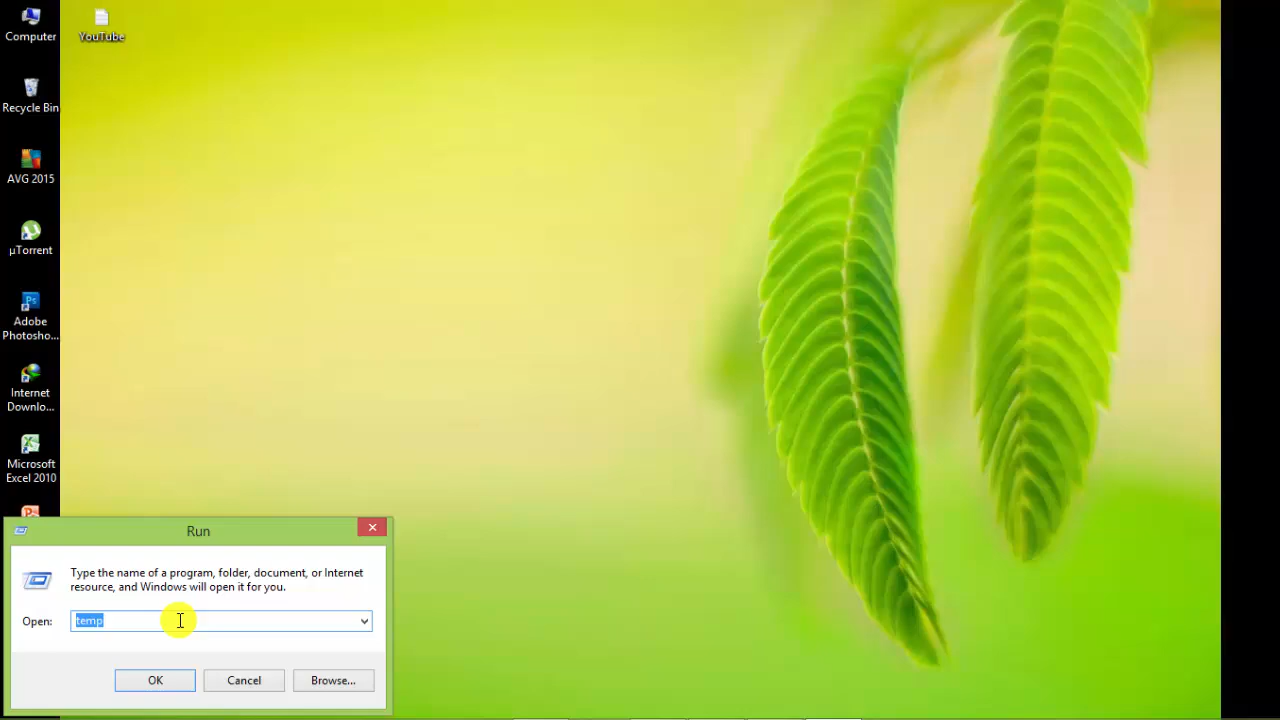 Computer
YouTube
Recycle Bin
AVG 2015
µTorrent
Adobe
Photosho...
Internet
Downlo...
Microsoft
Excel 2010
Run
Type the name of a program, folder, document, or Internet
resource, and Windows will open it for you.
Open: temp
OK Cancel Browse...